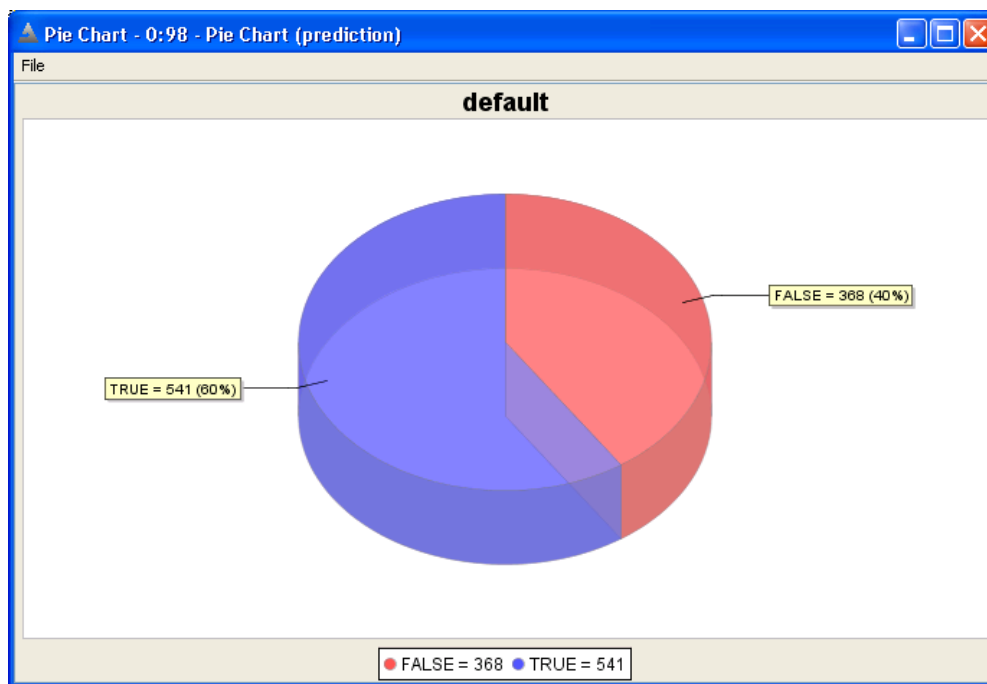 Pie Chart - 0:98 - Pie Chart (prediction)
File
default
FALSE = 368 (40%)
TRUE = 541 (60%)
FALSE = 368 TRUE = 541